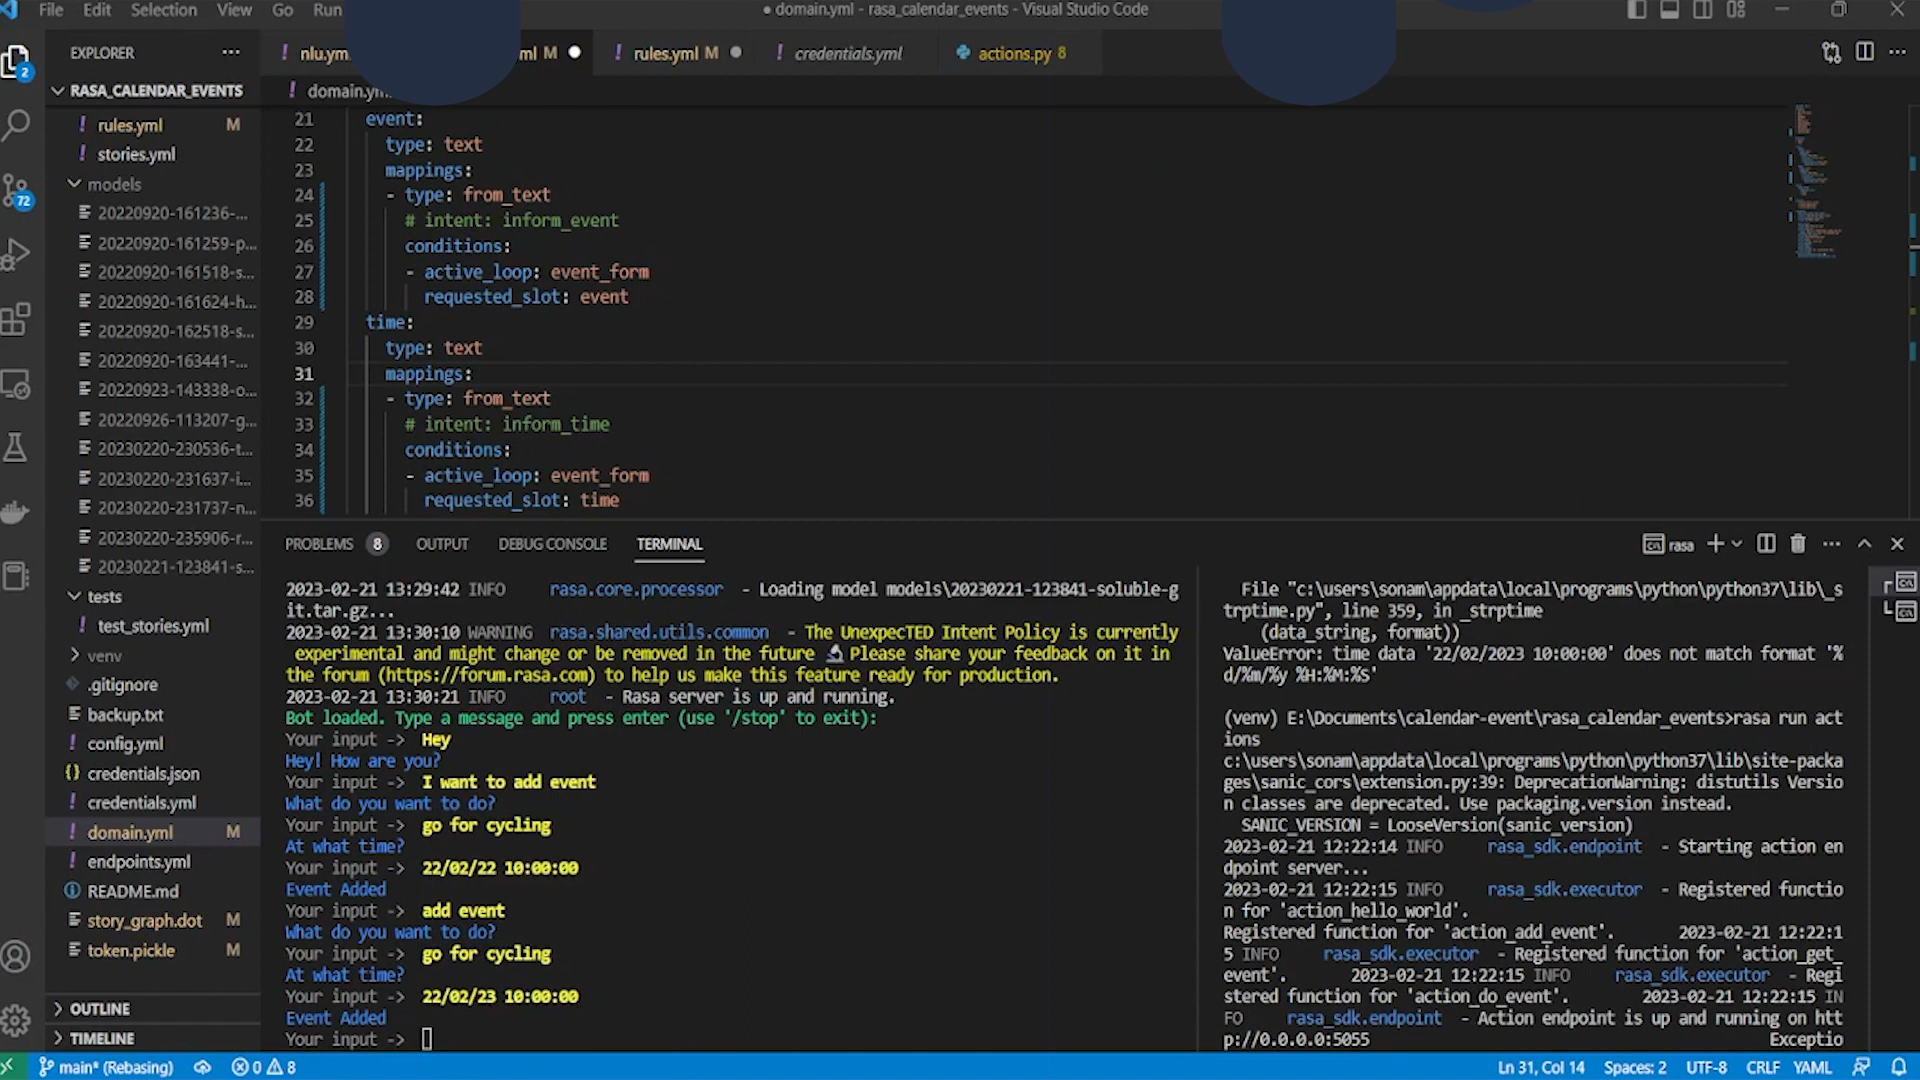 File Edit Selection View Go Run
● domain.yml - rasa_calendar_events - Visual Studio Code
EXPLORER
! nlu.ym
ml M ●
! rules.yml M ●
! credentials.yml
actions.py 8
RASA_CALENDAR_EVENTS
! domain.ym
! rules.yml M
! stories.yml
models
20220920-161236-...
20220920-161259-p...
20220920-161518-s...
20220920-161624-h...
20220920-162518-s...
20220920-163441-...
20220923-143338-o...
20220926-113207-g...
20230220-230536-t...
20230220-231637-i...
20230220-231737-n...
20230220-235906-r...
20230221-123841-s...
tests
! test_stories.yml
venv
.gitignore
backup.txt
! config.yml
{} credentials.json
! credentials.yml
! domain.yml M
! endpoints.yml
README.md
story_graph.dot M
token.pickle M
OUTLINE
TIMELINE
2
72
21 event:
22 type: text
23 mappings:
24 - type: from_text
25 # intent: inform_event
26 conditions:
27 - active_loop: event_form
28 requested_slot: event
29 time:
30 type: text
31 mappings:
32 - type: from_text
33 # intent: inform_time
34 conditions:
35 - active_loop: event_form
36 requested_slot: time
PROBLEMS 8 OUTPUT DEBUG CONSOLE TERMINAL
rasa
2023-02-21 13:29:42 INFO rasa.core.processor - Loading model models\20230221-123841-soluble-g
it.tar.gz...
2023-02-21 13:30:10 WARNING rasa.shared.utils.common - The UnexpecTED Intent Policy is currently
experimental and might change or be removed in the future 🔬 Please share your feedback on it in
the forum (https://forum.rasa.com) to help us make this feature ready for production.
2023-02-21 13:30:21 INFO root - Rasa server is up and running.
Bot loaded. Type a message and press enter (use '/stop' to exit):
Your input -> Hey
Hey! How are you?
Your input -> I want to add event
What do you want to do?
Your input -> go for cycling
At what time?
Your input -> 22/02/22 10:00:00
Event Added
Your input -> add event
What do you want to do?
Your input -> go for cycling
At what time?
Your input -> 22/02/23 10:00:00
Event Added
Your input ->
File "c:\users\sonam\appdata\local\programs\python\python37\lib\_s
trptime.py", line 359, in _strptime
(data_string, format))
ValueError: time data '22/02/2023 10:00:00' does not match format '%
d/%m/%y %H:%M:%S'
(venv) E:\Documents\calendar-event\rasa_calendar_events>rasa run act
ions
c:\users\sonam\appdata\local\programs\python\python37\lib\site-packa
ges\sanic_cors\extension.py:39: DeprecationWarning: distutils Versio
n classes are deprecated. Use packaging.version instead.
SANIC_VERSION = LooseVersion(sanic_version)
2023-02-21 12:22:14 INFO rasa_sdk.endpoint - Starting action en
dpoint server...
2023-02-21 12:22:15 INFO rasa_sdk.executor - Registered functio
n for 'action_hello_world'.
Registered function for 'action_add_event'. 2023-02-21 12:22:1
5 INFO rasa_sdk.executor - Registered function for 'action_get_
event'. 2023-02-21 12:22:15 INFO rasa_sdk.executor - Regi
stered function for 'action_do_event'. 2023-02-21 12:22:15 IN
FO rasa_sdk.endpoint - Action endpoint is up and running on htt
p://0.0.0.0:5055 Exceptio
main* (Rebasing) 0 8
Ln 31, Col 14 Spaces: 2 UTF-8 CRLF YAML